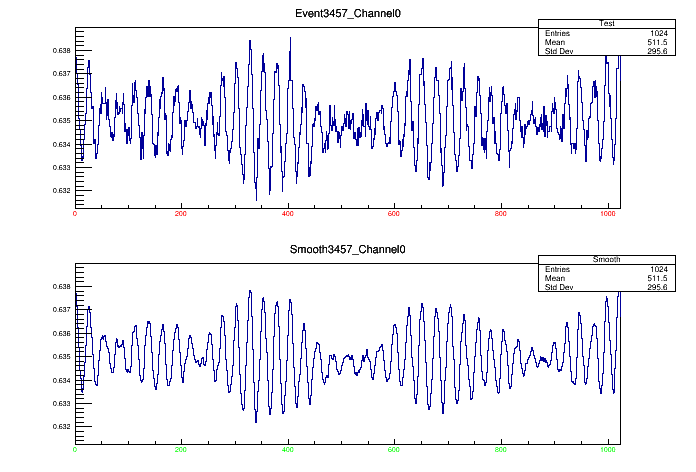 Event3457_Channel0
Test
Entries 1024
Mean 511.5
Std Dev 295.6
0.638
0.637
0.636
0.635
0.634
0.633
0.632
0 200 400 600 800 1000
Smooth3457_Channel0
Smooth
Entries 1024
Mean 511.5
Std Dev 295.6
0.638
0.637
0.636
0.635
0.634
0.633
0.632
0 200 400 600 800 1000